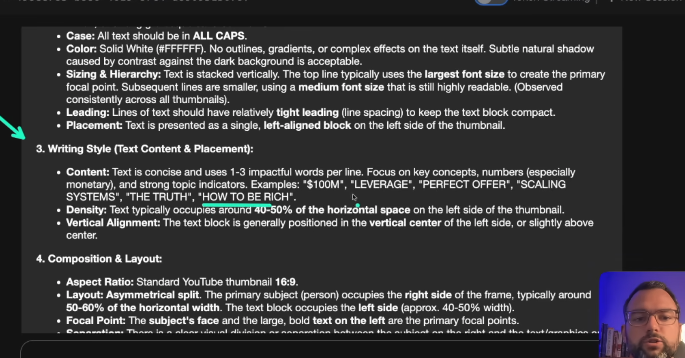 • Case: All text should be in ALL CAPS.
• Color: Solid White (#FFFFFF). No outlines, gradients, or complex effects on the text itself. Subtle natural shadow
caused by contrast against the dark background is acceptable.
• Sizing & Hierarchy: Text is stacked vertically. The top line typically uses the largest font size to create the primary
focal point. Subsequent lines are smaller, using a medium font size that is still highly readable. (Observed
consistently across all thumbnails).
• Leading: Lines of text should have relatively tight leading (line spacing) to keep the text block compact.
• Placement: Text is presented as a single, left-aligned block on the left side of the thumbnail.
3. Writing Style (Text Content & Placement):
• Content: Text is concise and uses 1-3 impactful words per line. Focus on key concepts, numbers (especially
monetary), and strong topic indicators. Examples: "$100M", "LEVERAGE", "PERFECT OFFER", "SCALING
SYSTEMS", "THE TRUTH", "HOW TO BE RICH".
• Density: Text typically occupies around 40-50% of the horizontal space on the left side of the thumbnail.
• Vertical Alignment: The text block is generally positioned in the vertical center of the left side, or slightly above
center.
4. Composition & Layout:
• Aspect Ratio: Standard YouTube thumbnail 16:9.
• Layout: Asymmetrical split. The primary subject (person) occupies the right side of the frame, typically around
50-60% of the horizontal width. The text block occupies the left side (approx. 40-50% width).
• Focal Point: The subject's face and the large, bold text on the left are the primary focal points.